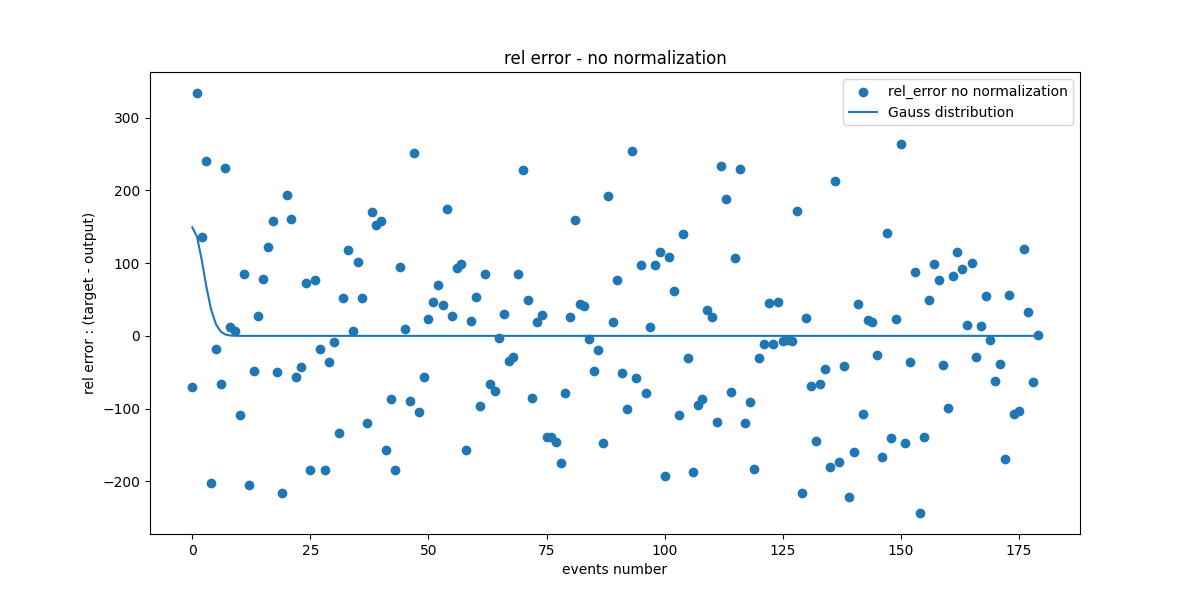 rel error - no normalization
rel_error no normalization
Gauss distribution
300
200
100
0
−100
−200
rel error : (target - output)
0
25
50
75
100
125
150
175
events number